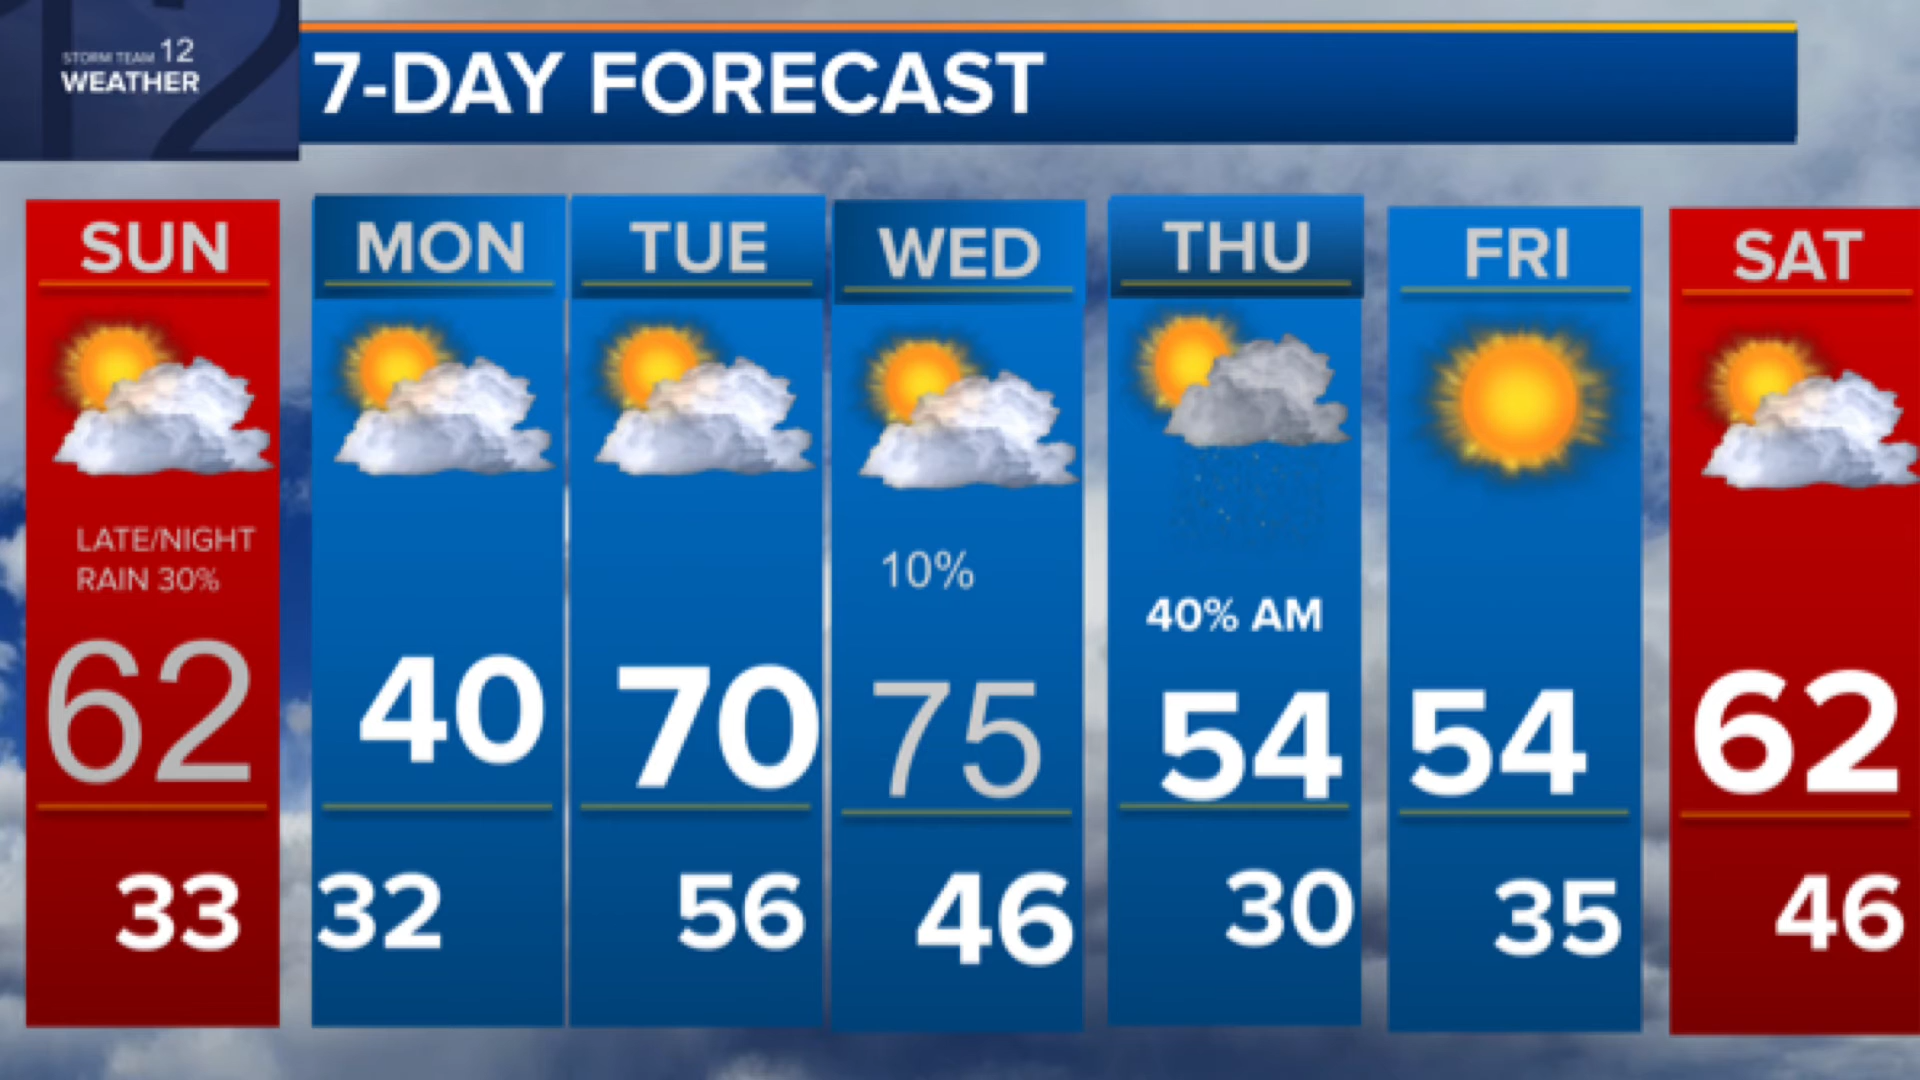 STORM TEAM 12
WEATHER
7-DAY FORECAST
SUN
LATE/NIGHT
RAIN 30%
62
33
MON
40
32
TUE
70
56
WED
10%
75
46
THU
40% AM
54
30
FRI
54
35
SAT
62
46